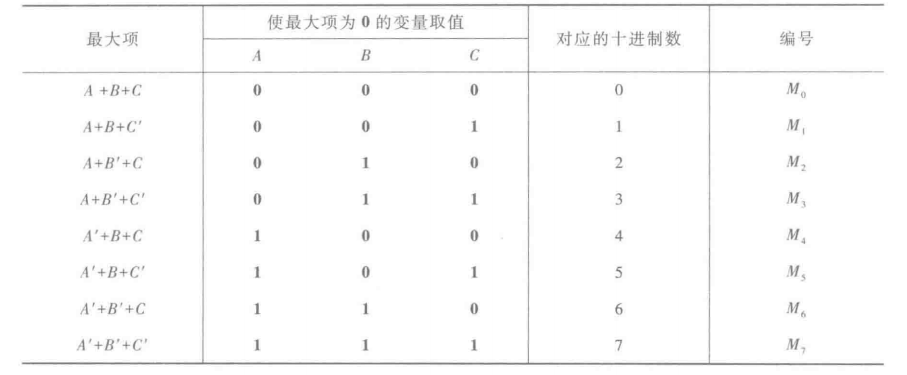 最大项 使最大项为 0 的变量取值 对应的十进制数 编号
A B C
A+B+C 0 0 0 0 M₀
A+B+C' 0 0 1 1 M₁
A+B'+C 0 1 0 2 M₂
A+B'+C' 0 1 1 3 M₃
A'+B+C 1 0 0 4 M₄
A'+B+C' 1 0 1 5 M₅
A'+B'+C 1 1 0 6 M₆
A'+B'+C' 1 1 1 7 M₇